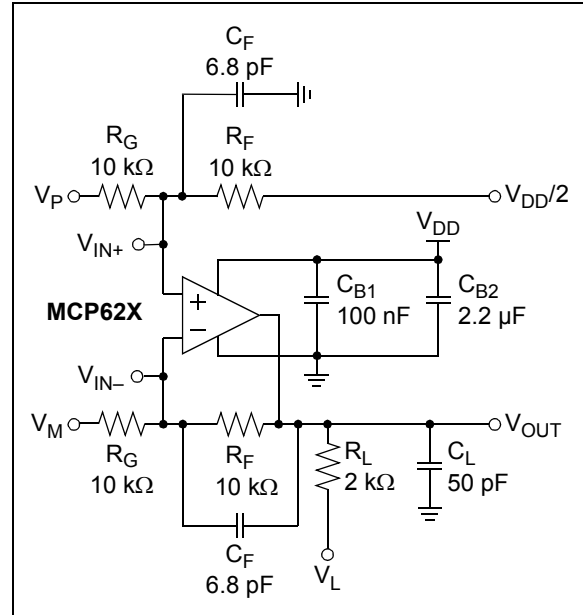 C_F
6.8 pF
R_G
10 kΩ
R_F
10 kΩ
V_P
V_DD/2
V_IN+
V_DD
MCP62X
+
−
C_B1
100 nF
C_B2
2.2 µF
V_IN–
V_M
V_OUT
R_G
10 kΩ
R_F
10 kΩ
R_L
2 kΩ
C_L
50 pF
C_F
6.8 pF
V_L